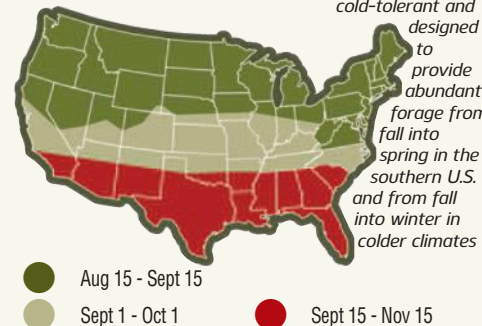 cold-tolerant and
designed
to
provide
abundant
forage from
fall into
spring in the
southern U.S.
and from fall
into winter in
colder climates
Aug 15 - Sept 15
Sept 1 - Oct 1
Sept 15 - Nov 15